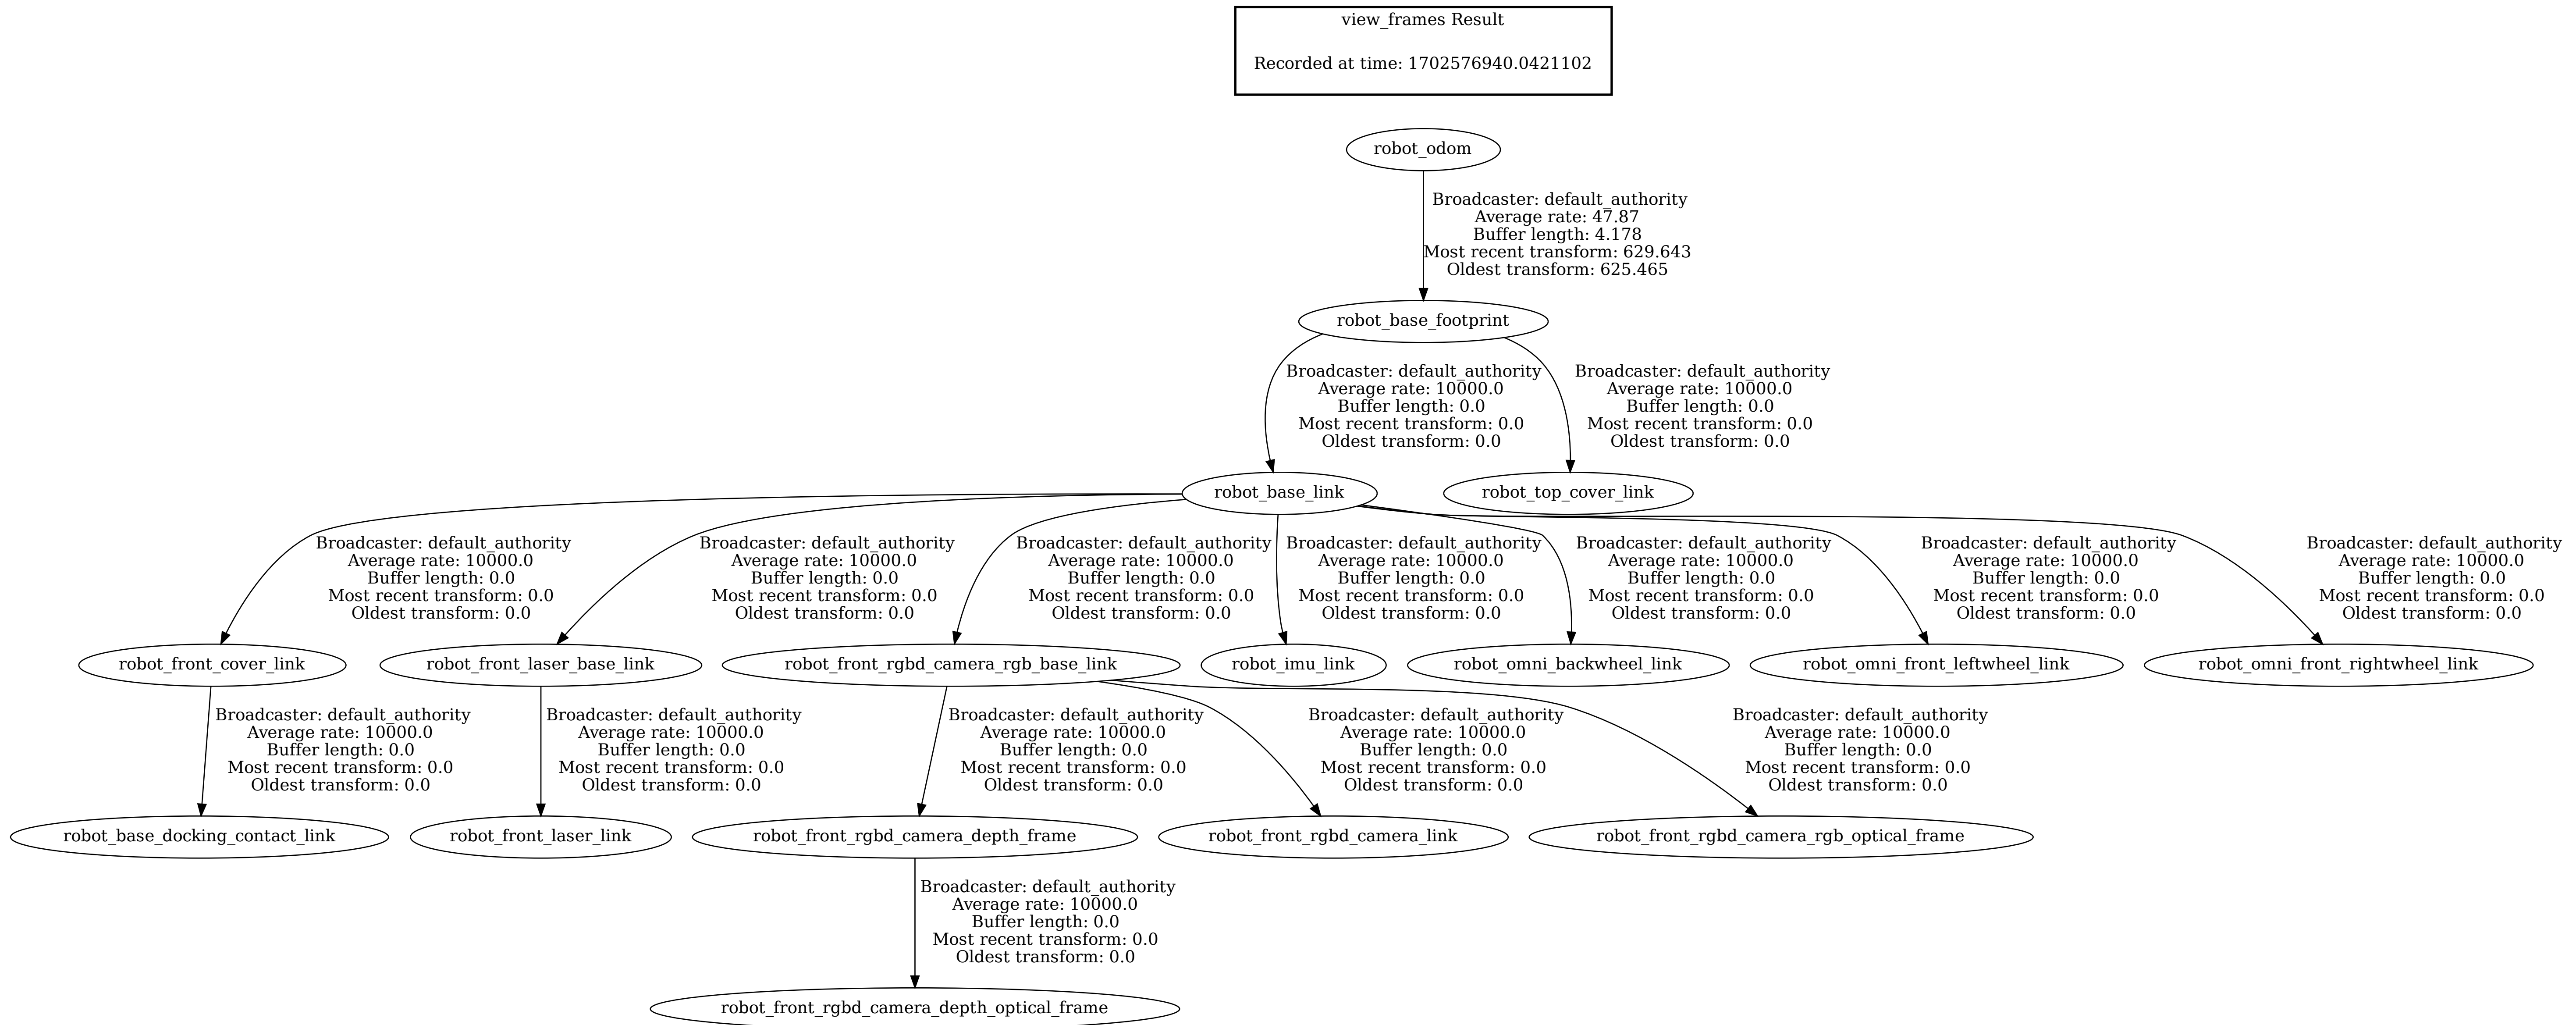 view_frames Result
Recorded at time: 1702576940.0421102
robot_odom
Broadcaster: default_authority
Average rate: 47.87
Buffer length: 4.178
Most recent transform: 629.643
Oldest transform: 625.465
robot_base_footprint
Broadcaster: default_authority
Average rate: 10000.0
Buffer length: 0.0
Most recent transform: 0.0
Oldest transform: 0.0
Broadcaster: default_authority
Average rate: 10000.0
Buffer length: 0.0
Most recent transform: 0.0
Oldest transform: 0.0
robot_base_link
robot_top_cover_link
Broadcaster: default_authority
Average rate: 10000.0
Buffer length: 0.0
Most recent transform: 0.0
Oldest transform: 0.0
Broadcaster: default_authority
Average rate: 10000.0
Buffer length: 0.0
Most recent transform: 0.0
Oldest transform: 0.0
Broadcaster: default_authority
Average rate: 10000.0
Buffer length: 0.0
Most recent transform: 0.0
Oldest transform: 0.0
Broadcaster: default_authority
Average rate: 10000.0
Buffer length: 0.0
Most recent transform: 0.0
Oldest transform: 0.0
Broadcaster: default_authority
Average rate: 10000.0
Buffer length: 0.0
Most recent transform: 0.0
Oldest transform: 0.0
Broadcaster: default_authority
Average rate: 10000.0
Buffer length: 0.0
Most recent transform: 0.0
Oldest transform: 0.0
Broadcaster: default_authority
Average rate: 10000.0
Buffer length: 0.0
Most recent transform: 0.0
Oldest transform: 0.0
robot_front_cover_link
robot_front_laser_base_link
robot_front_rgbd_camera_rgb_base_link
robot_imu_link
robot_omni_backwheel_link
robot_omni_front_leftwheel_link
robot_omni_front_rightwheel_link
Broadcaster: default_authority
Average rate: 10000.0
Buffer length: 0.0
Most recent transform: 0.0
Oldest transform: 0.0
Broadcaster: default_authority
Average rate: 10000.0
Buffer length: 0.0
Most recent transform: 0.0
Oldest transform: 0.0
Broadcaster: default_authority
Average rate: 10000.0
Buffer length: 0.0
Most recent transform: 0.0
Oldest transform: 0.0
Broadcaster: default_authority
Average rate: 10000.0
Buffer length: 0.0
Most recent transform: 0.0
Oldest transform: 0.0
Broadcaster: default_authority
Average rate: 10000.0
Buffer length: 0.0
Most recent transform: 0.0
Oldest transform: 0.0
robot_base_docking_contact_link
robot_front_laser_link
robot_front_rgbd_camera_depth_frame
robot_front_rgbd_camera_link
robot_front_rgbd_camera_rgb_optical_frame
Broadcaster: default_authority
Average rate: 10000.0
Buffer length: 0.0
Most recent transform: 0.0
Oldest transform: 0.0
robot_front_rgbd_camera_depth_optical_frame